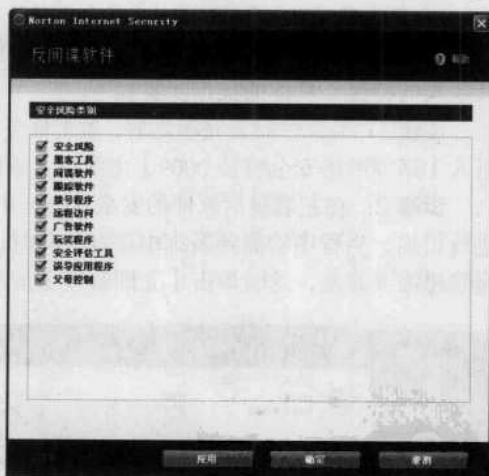 Norton Internet Security
反间谍软件
帮助
安全风险类别
安全风险
黑客工具
间谍软件
跟踪软件
拨号程序
远程访问
广告软件
玩笑程序
安全评估工具
误导应用程序
父母控制
应用
确定
取消